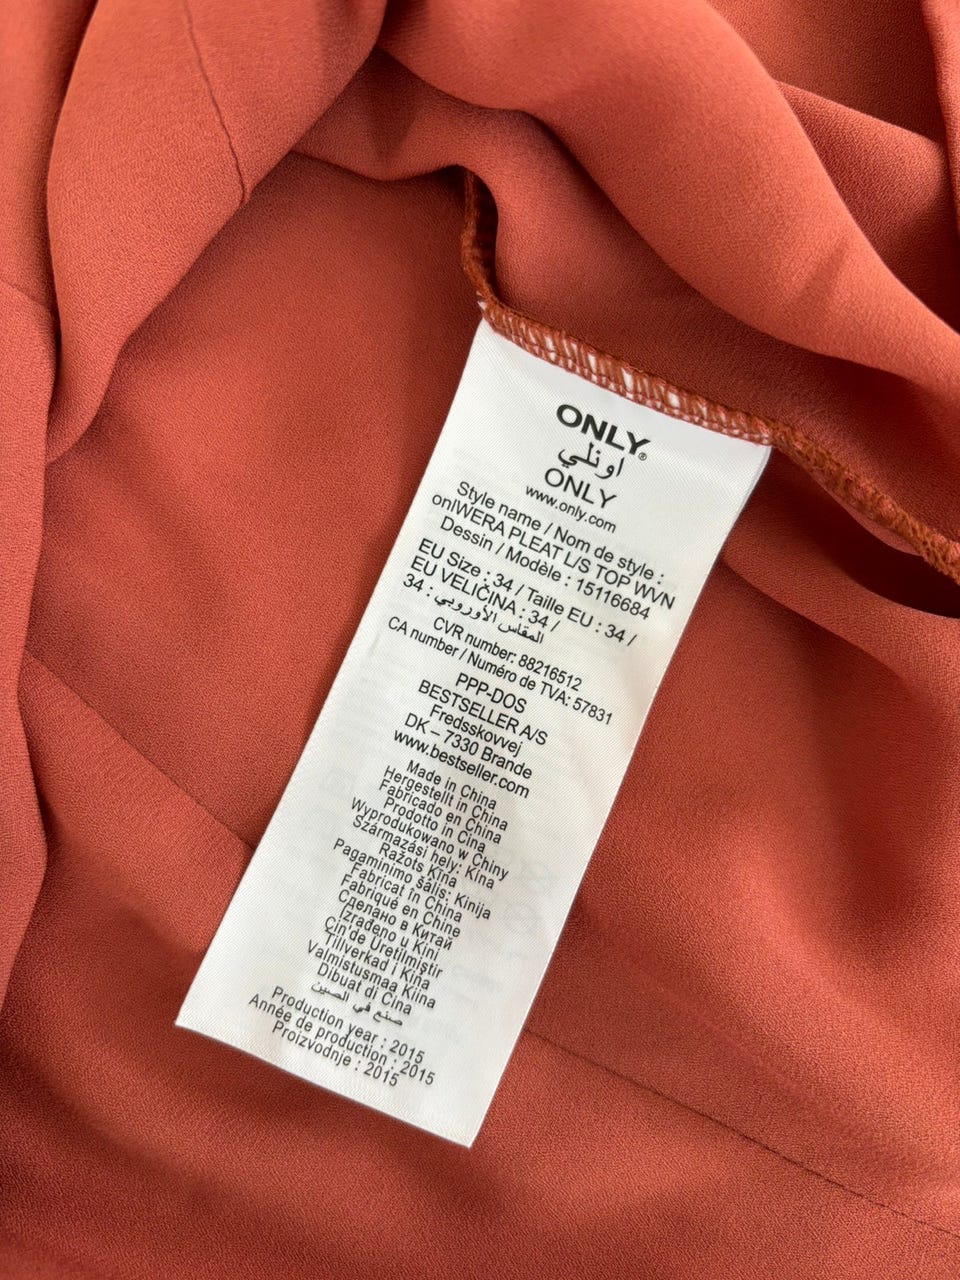 ONLY®
اونلي
ONLY
www.only.com
Style name / Nom de style :
onlWERA PLEAT L/S TOP WVN
Dessin / Modèle : 15116684
EU Size : 34 / Taille EU : 34 /
EU VELIČINA : 34 /
المقاس الأوروبي : 34
CVR number: 88216512
CA number / Numéro de TVA: 57831
PPP-DOS
BESTSELLER A/S
Fredsskovvej
DK – 7330 Brande
www.bestseller.com
Made in China
Hergestellt in China
Fabricado en China
Prodotto in Cina
Wyprodukowano w Chiny
Származási hely: Kína
Ražots Kīna
Pagaminimo šalis: Kinija
Fabricat în China
Fabriqué en Chine
Сделано в Китай
Izrađeno u Kini
Çin'de Üretilmiştir
Tillverkad i Kina
Valmistusmaa Kiina
Dibuat di Cina
صنع في الصين
Production year : 2015
Année de production : 2015
Proizvodnje : 2015